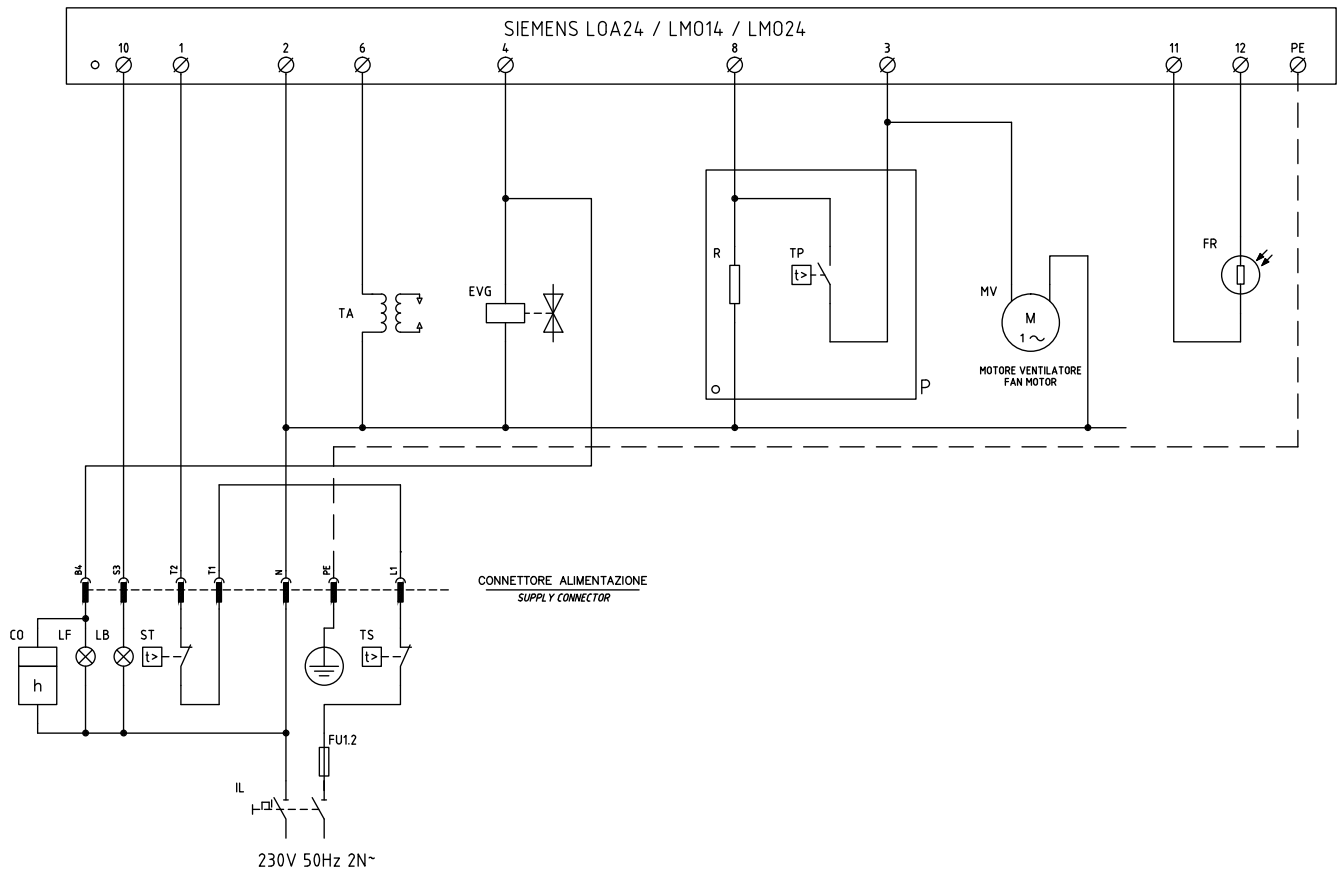 SIEMENS LOA24 / LMO14 / LMO24
10 1 2 6 4 8 3 11 12 PE
FR
R TP
t>
EVG
MV
TA
M
1~
MOTORE VENTILATORE
FAN MOTOR
P
B4 S3 T2 T1 N PE L1
CONNETTORE ALIMENTAZIONE
SUPPLY CONNECTOR
CO LF LB ST TS
t> t>
h
FU1.2
IL
230V 50Hz 2N~